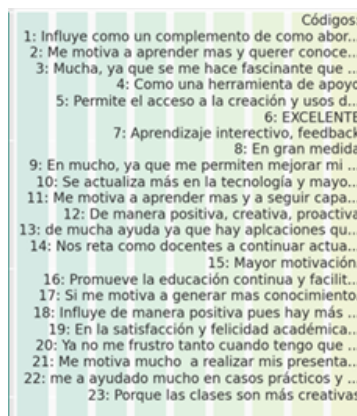 Códigos:
1: Influye como un complemento de como abor...
2: Me motiva a aprender mas y querer conoce...
3: Mucha, ya que se me hace fascinante que ...
4: Como una herramienta de apoyo
5: Permite el acceso a la creación y usos d...
6: EXCELENTE
7: Aprendizaje interectivo, feedback
8: En gran medida
9: En mucho, ya que me permiten mejorar mi ...
10: Se actualiza más en la tecnología y mayo...
11: Me motiva a aprender mas y a seguir capa...
12: De manera positiva, creativa, proactiva
13: de mucha ayuda ya que hay aplcaciones qu...
14: Nos reta como docentes a continuar actua...
15: Mayor motivación
16: Promueve la educación continua y facilit...
17: Si me motiva a generar mas conocimiento
18: Influye de manera positiva pues hay más ...
19: En la satisfacción y felicidad académica...
20: Ya no me frustro tanto cuando tengo que ...
21: Me motiva mucho a realizar mis presenta...
22: me a ayudado mucho en casos prácticos y ...
23: Porque las clases son más creativas